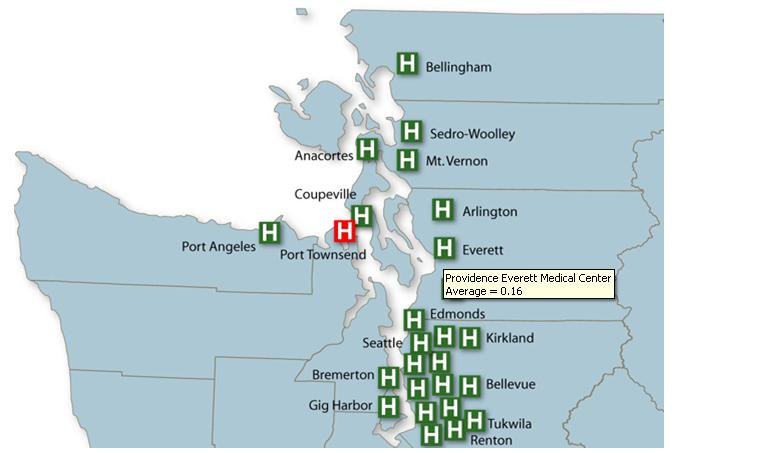 H Bellingham
H Sedro-Woolley
Anacortes H
H Mt. Vernon
Coupeville
H
H Arlington
Port Angeles H
H
Port Townsend
H Everett
Providence Everett Medical Center
Average = 0.16
Edmonds
H
Seattle H H H Kirkland
H H
Bremerton H
H H H Bellevue
Gig Harbor H
H H H Tukwila
H H Renton